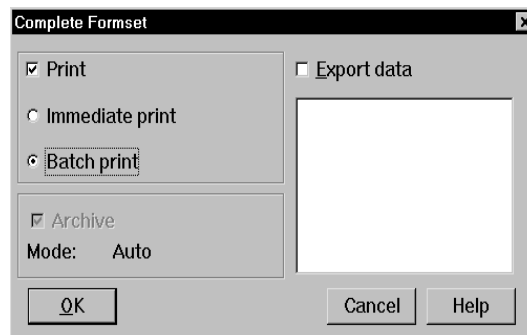 Complete Formset
Print
Export data
Immediate print
Batch print
Archive
Mode: Auto
OK
Cancel
Help